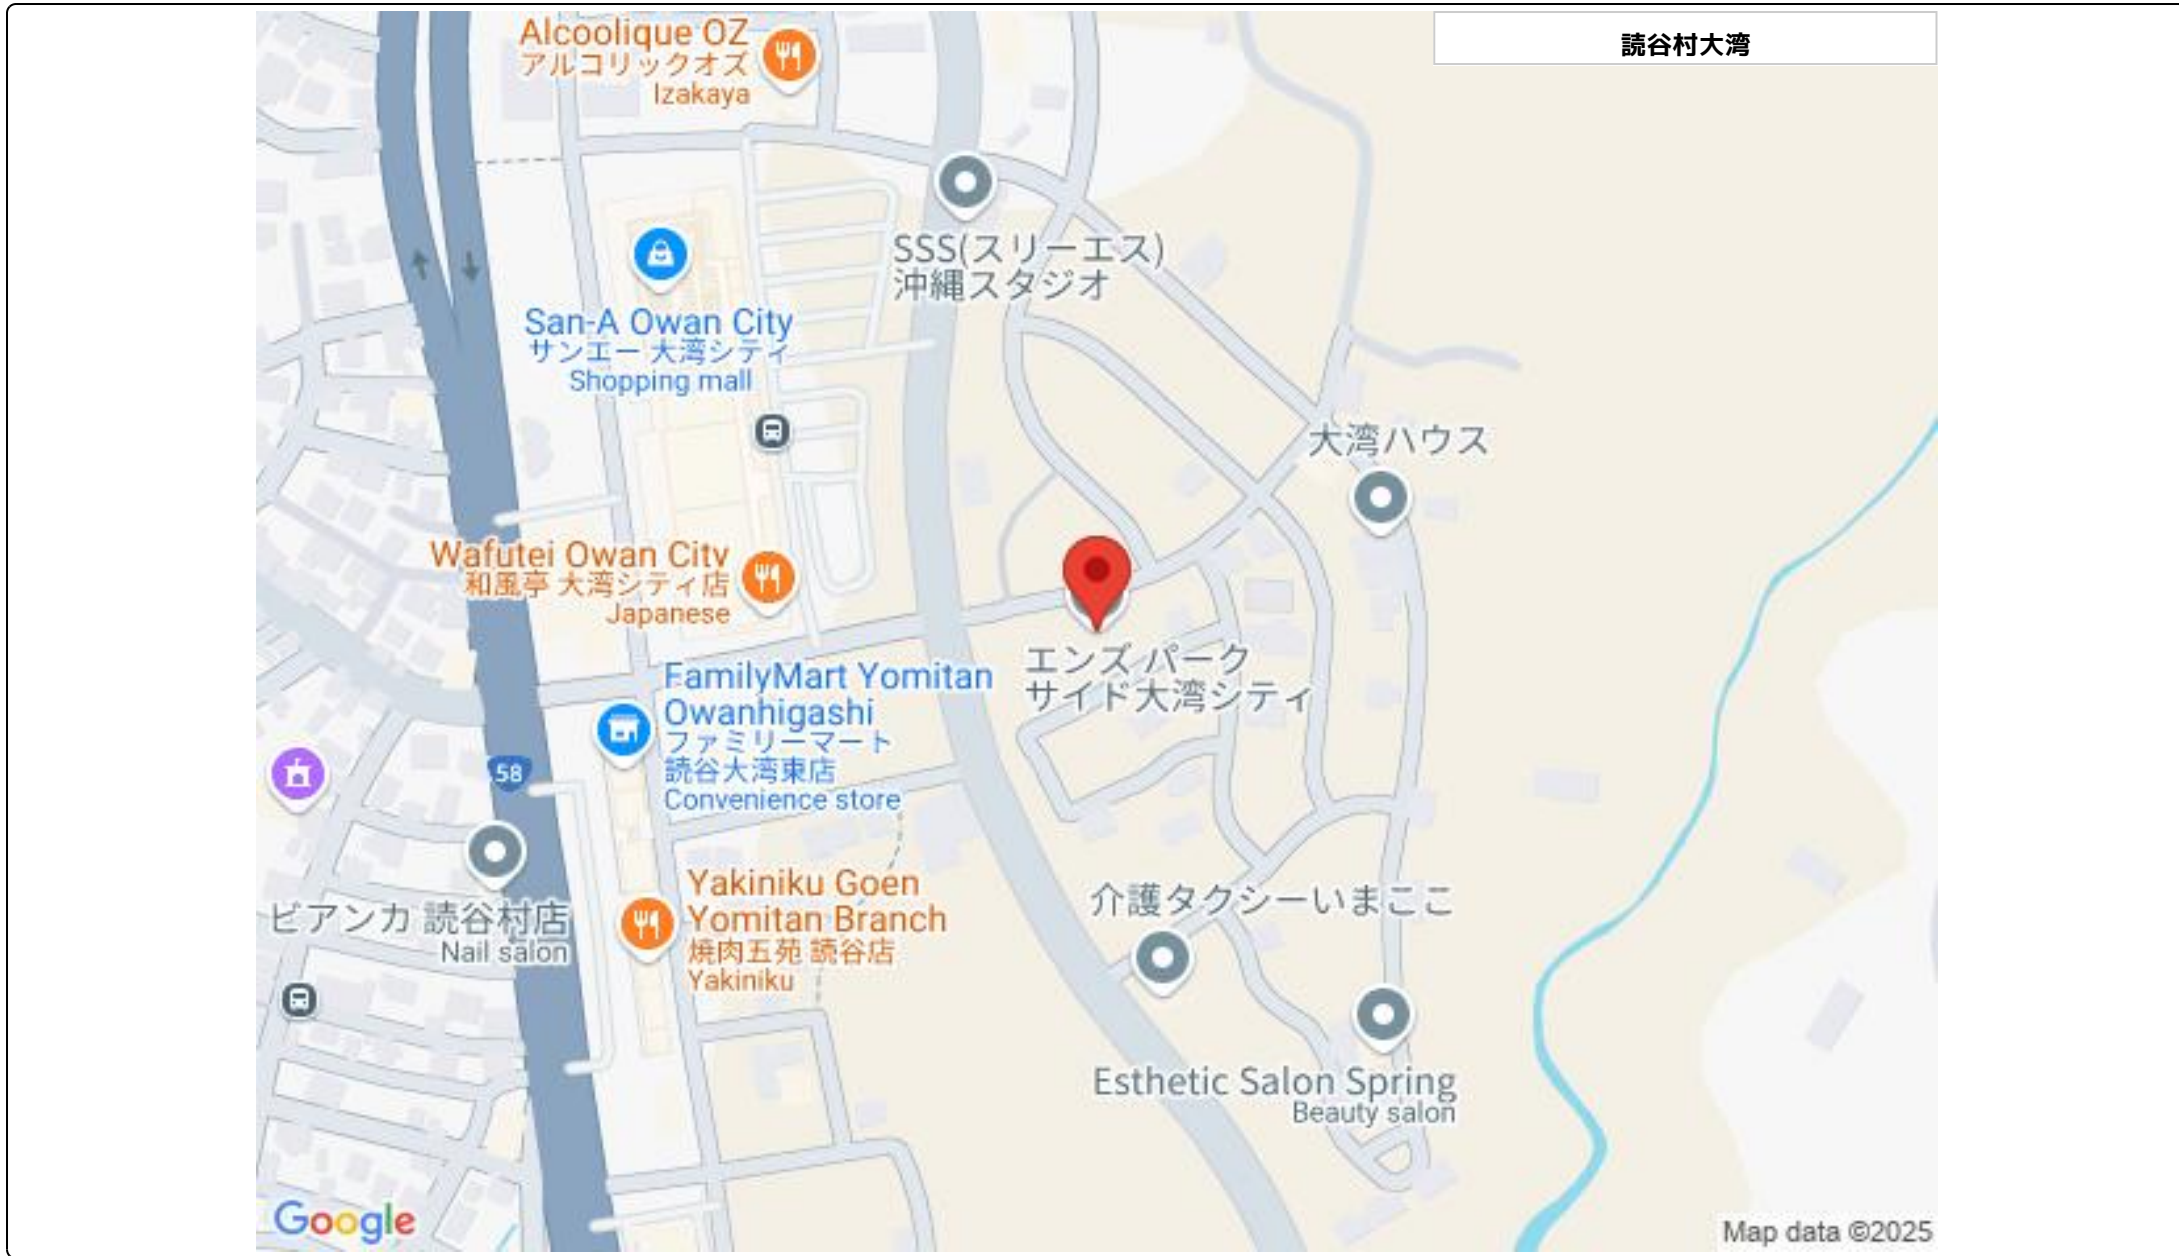 Alcoolique OZ
アルコリックオズ
Izakaya
読谷村大湾
SSS(スリーエス)
沖縄スタジオ
San-A Owan City
サンエー 大湾シティ
Shopping mall
大湾ハウス
Wafutei Owan City
和風亭 大湾シティ店
Japanese
エンズ パーク
サイド大湾シティ
FamilyMart Yomitan
Owanhigashi
ファミリーマート
読谷大湾東店
Convenience store
58
ビアンカ 読谷村店
Nail salon
Yakiniku Goen
Yomitan Branch
焼肉五苑 読谷店
Yakiniku
介護タクシーいまここ
Esthetic Salon Spring
Beauty salon
Google
Map data ©2025